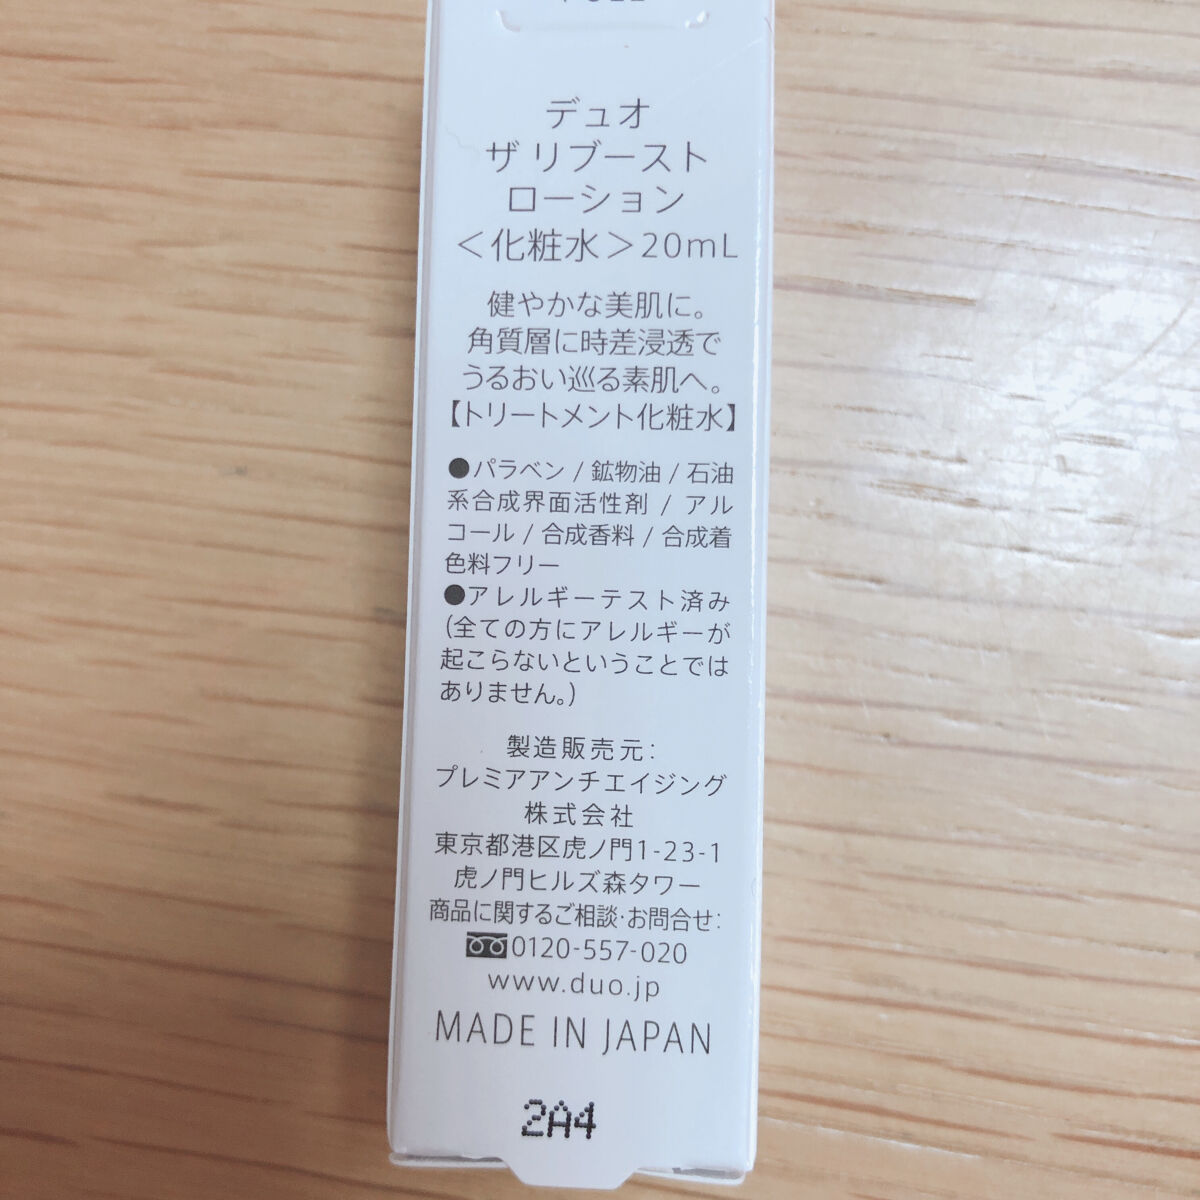 デュオ
ザ リブースト
ローション
＜化粧水＞20mL
健やかな美肌に。
角質層に時差浸透で
うるおい巡る素肌へ。
【トリートメント化粧水】
●パラベン / 鉱物油 / 石油
系合成界面活性剤 / アル
コール / 合成香料 / 合成着
色料フリー
●アレルギーテスト済み
(全ての方にアレルギーが
起こらないということでは
ありません。)
製造販売元:
プレミアアンチエイジング
株式会社
東京都港区虎ノ門1-23-1
虎ノ門ヒルズ森タワー
商品に関するご相談・お問合せ:
0120-557-020
www.duo.jp
MADE IN JAPAN
2A4